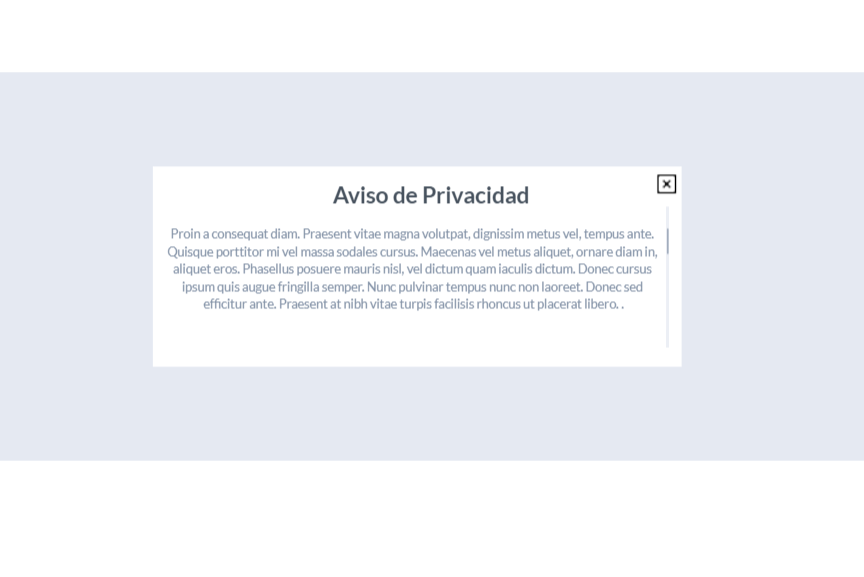 Aviso de Privacidad
Proin a consequat diam. Praesent vitae magna volutpat, dignissim metus vel, tempus ante.
Quisque porttitor mi vel massa sodales cursus. Maecenas vel metus aliquet, ornare diam in,
aliquet eros. Phasellus posuere mauris nisl, vel dictum quam iaculis dictum. Donec cursus
ipsum quis augue fringilla semper. Nunc pulvinar tempus nunc non laoreet. Donec sed
efficitur ante. Praesent at nibh vitae turpis facilisis rhoncus ut placerat libero. .